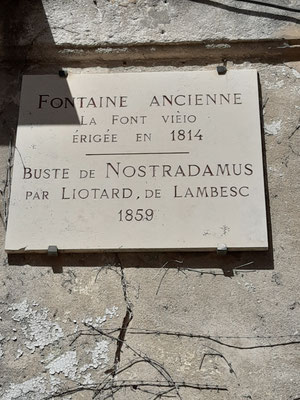 FONTAINE ANCIENNE
LA FONT VIÈIO
ÉRIGÉE EN 1814
BUSTE DE NOSTRADAMUS
PAR LIOTARD, DE LAMBESC
1859